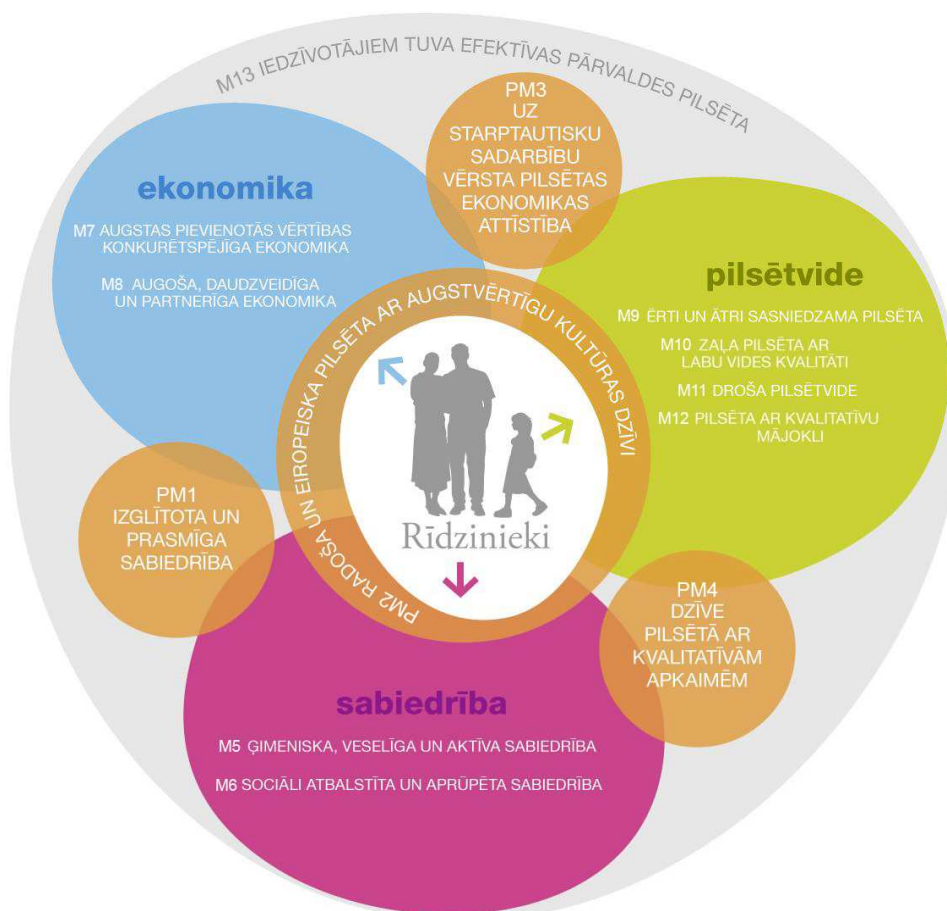 M13 IEDZĪVOTĀJIEM TUVA EFEKTĪVAS PĀRVALDES PILSĒTA
PM3
UZ
STARPTAUTISKU
SADARBĪBU
VĒRSTA PILSĒTAS
EKONOMIKAS
ATTĪSTĪBA
ekonomika
M7 AUGSTAS PIEVIENOTĀS VĒRTĪBAS
KONKURĒTSPĒJĪGA EKONOMIKA
M8 AUGOŠA, DAUDZVEIDĪGA
UN PARTNERĪGA EKONOMIKA
pilsētvide
M9 ĒRTI UN ĀTRI SASNIEDZAMA PILSĒTA
M10 ZAĻA PILSĒTA AR
LABU VIDES KVALITĀTI
M11 DROŠA PILSĒTVIDE
M12 PILSĒTA AR KVALITATĪVU
MĀJOKLI
PM2 RADOŠA UN EIROPEISKA PILSĒTA AR AUGSTVĒRTĪGU KULTŪRAS DZĪVI
Rīdzinieki
PM1
IZGLĪTOTA UN
PRASMĪGA
SABIEDRĪBA
PM4
DZĪVE
PILSĒTĀ AR
KVALITATĪVĀM
APKAIMĒM
sabiedrība
M5 ĢIMENISKA, VESELĪGA UN AKTĪVA SABIEDRĪBA
M6 SOCIĀLI ATBALSTĪTA UN APRŪPĒTA SABIEDRĪBA